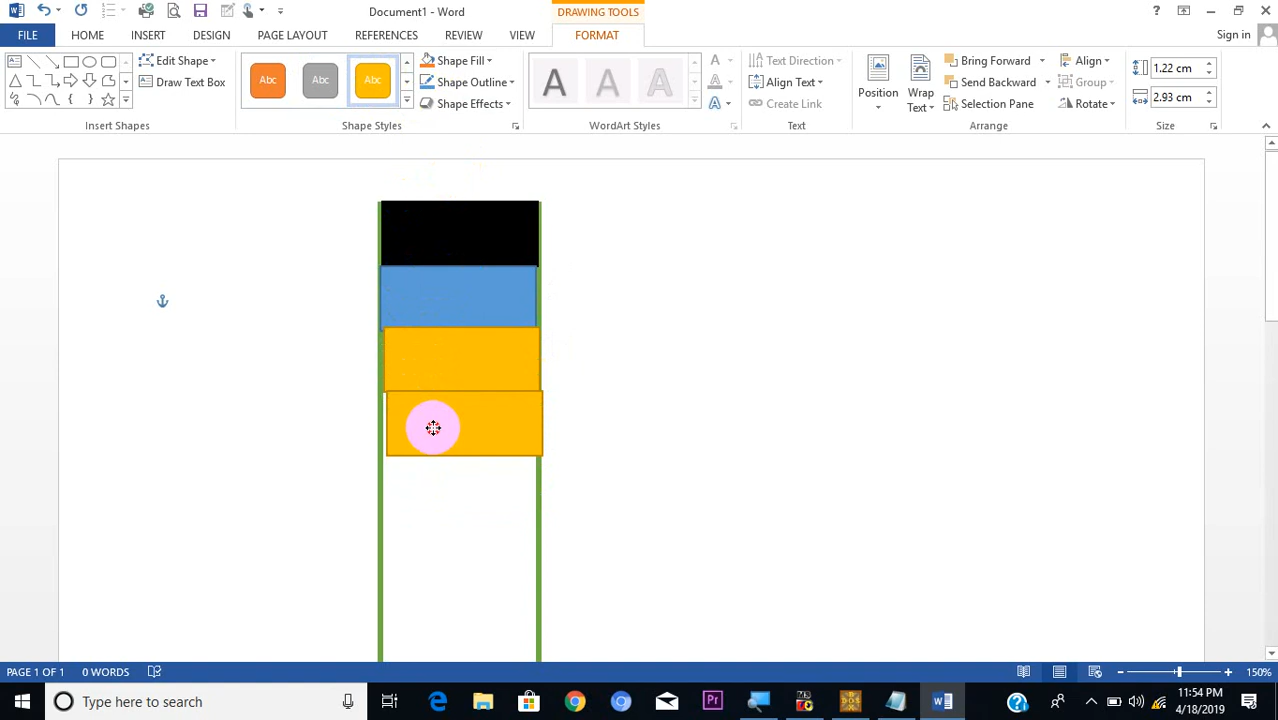 Document1 - Word
DRAWING TOOLS
?
FILE
HOME
INSERT
DESIGN
PAGE LAYOUT
REFERENCES
REVIEW
VIEW
FORMAT
Sign in
Edit Shape
Draw Text Box
Insert Shapes
Abc
Abc
Abc
Shape Fill
Shape Outline
Shape Effects
Shape Styles
A
A
A
A
A
A
WordArt Styles
Text Direction
Align Text
Create Link
Text
Position
Wrap
Text
Bring Forward
Send Backward
Selection Pane
Align
Group
Rotate
Arrange
1.22 cm
2.93 cm
Size
PAGE 1 OF 1
0 WORDS
150%
Type here to search
Pr
11:54 PM
4/18/2019